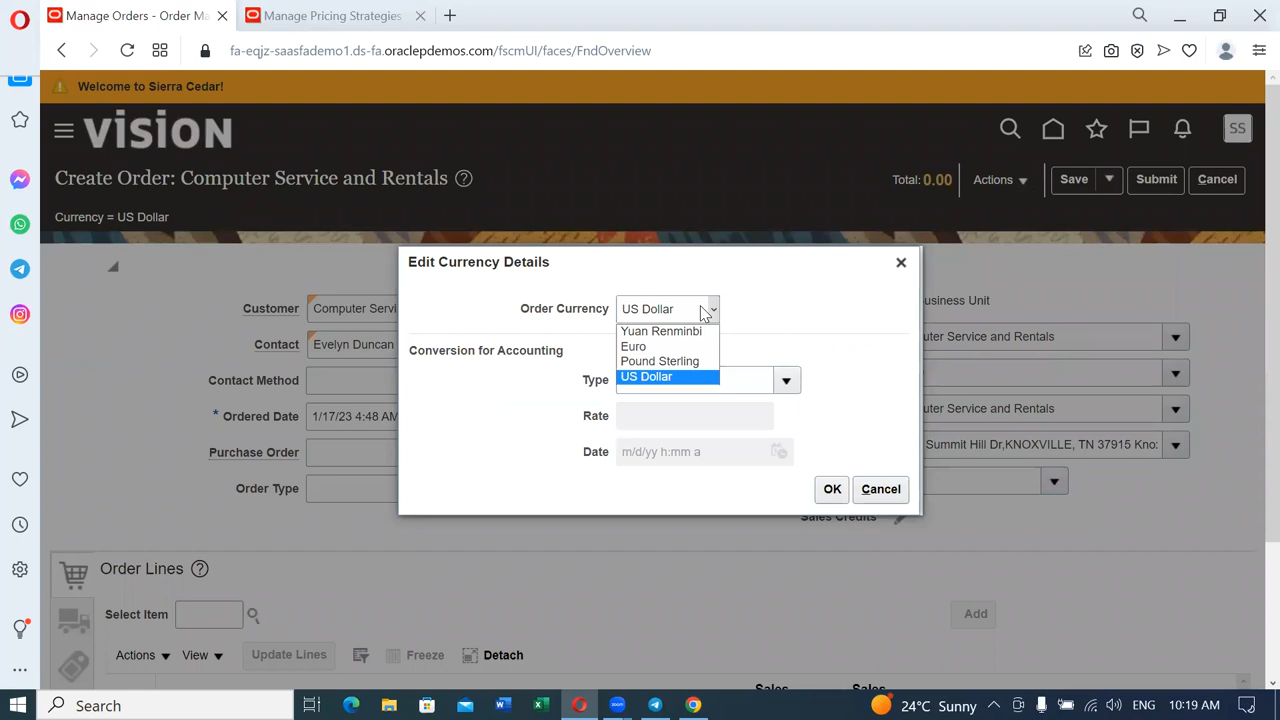 Manage Orders - Order Ma
Manage Pricing Strategies
fa-eqjz-saasfademo1.ds-fa.oraclepdemos.com/fscmUI/faces/FndOverview
Welcome to Sierra Cedar!
VISION
SS
Create Order: Computer Service and Rentals
Total: 0.00
Actions
Save
Submit
Cancel
Currency = US Dollar
Edit Currency Details
Order Currency
US Dollar
Yuan Renminbi
Euro
Pound Sterling
US Dollar
Conversion for Accounting
Type
Rate
Date
m/d/yy h:mm a
OK
Cancel
Customer
Computer Servi
usiness Unit
Contact
Evelyn Duncan
uter Service and Rentals
Contact Method
* Ordered Date
1/17/23 4:48 AM
uter Service and Rentals
Purchase Order
Summit Hill Dr,KNOXVILLE, TN 37915 Kno:
Order Type
Sales Credits
Order Lines
Select Item
Add
Actions
View
Update Lines
Freeze
Detach
Sales
Sales
Search
24°C Sunny
ENG
10:19 AM